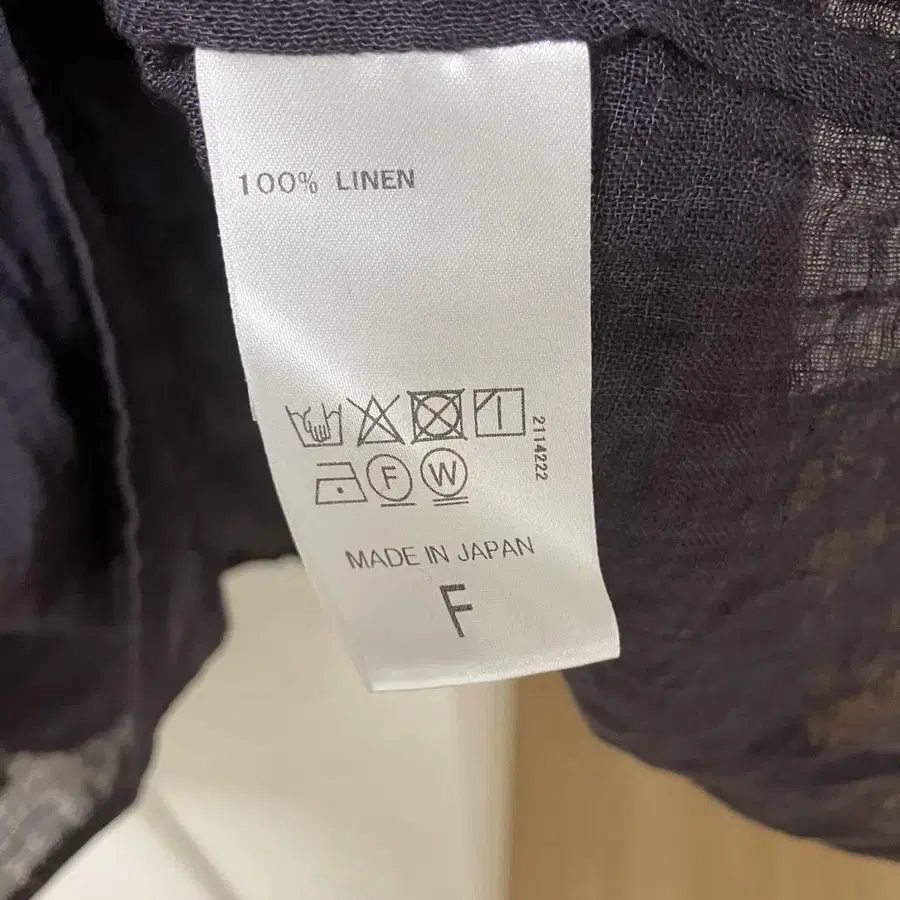 100% LINEN
2114222
F W
MADE IN JAPAN
F